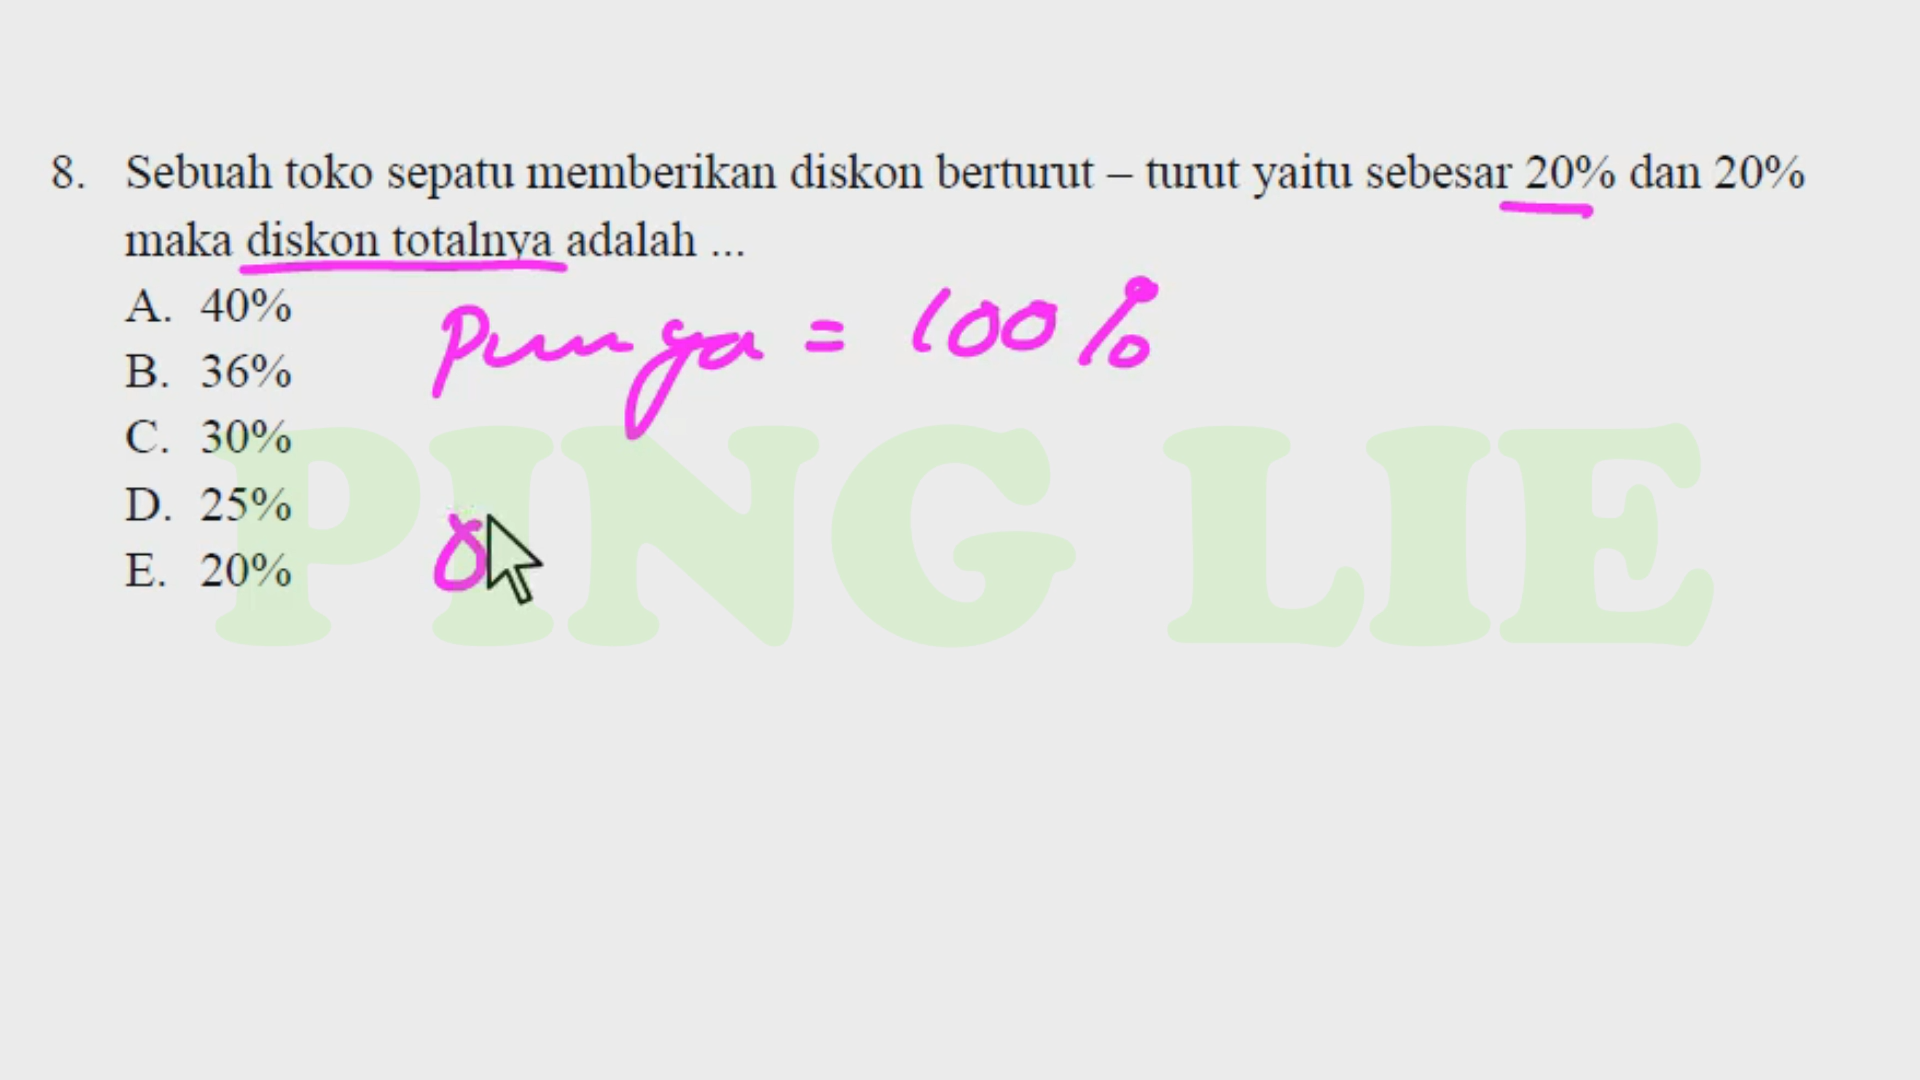 8. Sebuah toko sepatu memberikan diskon berturut – turut yaitu sebesar 20% dan 20%
maka diskon totalnya adalah ...
A. 40%
B. 36%
C. 30%
D. 25%
E. 20%
= 100%
8
PING LIE